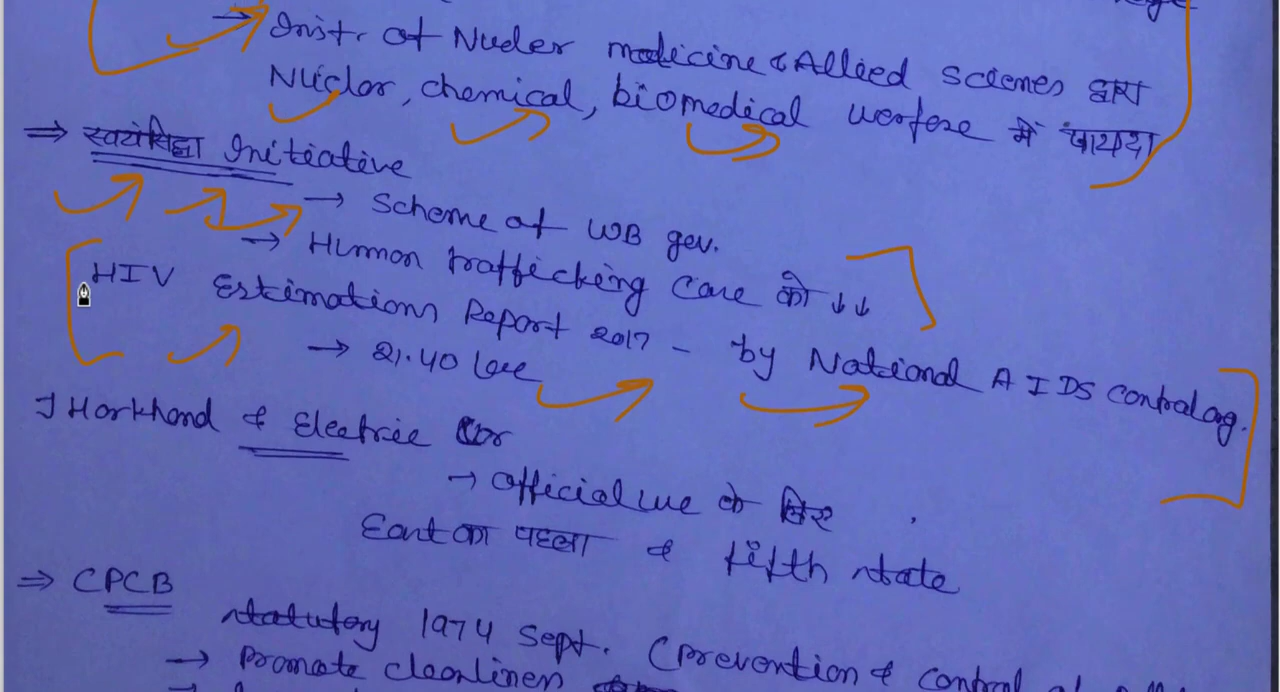 → Inst. of Nucler medicine & Allied sciences द्वारा
Nuclor, chemical, biomedical worfere में फायदा
⇒ स्वयंसिद्धा Initiative
→ Scheme of WB gov.
→ Human trafficking Care को ↓↓
HIV Estimations Report 2017 - by National AIDS Control org.
→ 21.40 lac
JHarkhand & Electric Car
→ Official use के लिए
East का पहला & fifth state
⇒ CPCB
statutory 1974 Sept. (Prevention & control
→ Promote cleanliness